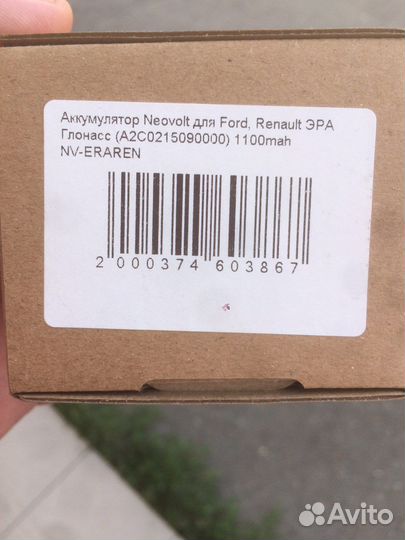 Аккумулятор Neovolt для Ford, Renault ЭРА
Глонасс (A2C0215090000) 1100mah
NV-ERAREN
2 000374 603867
Avito